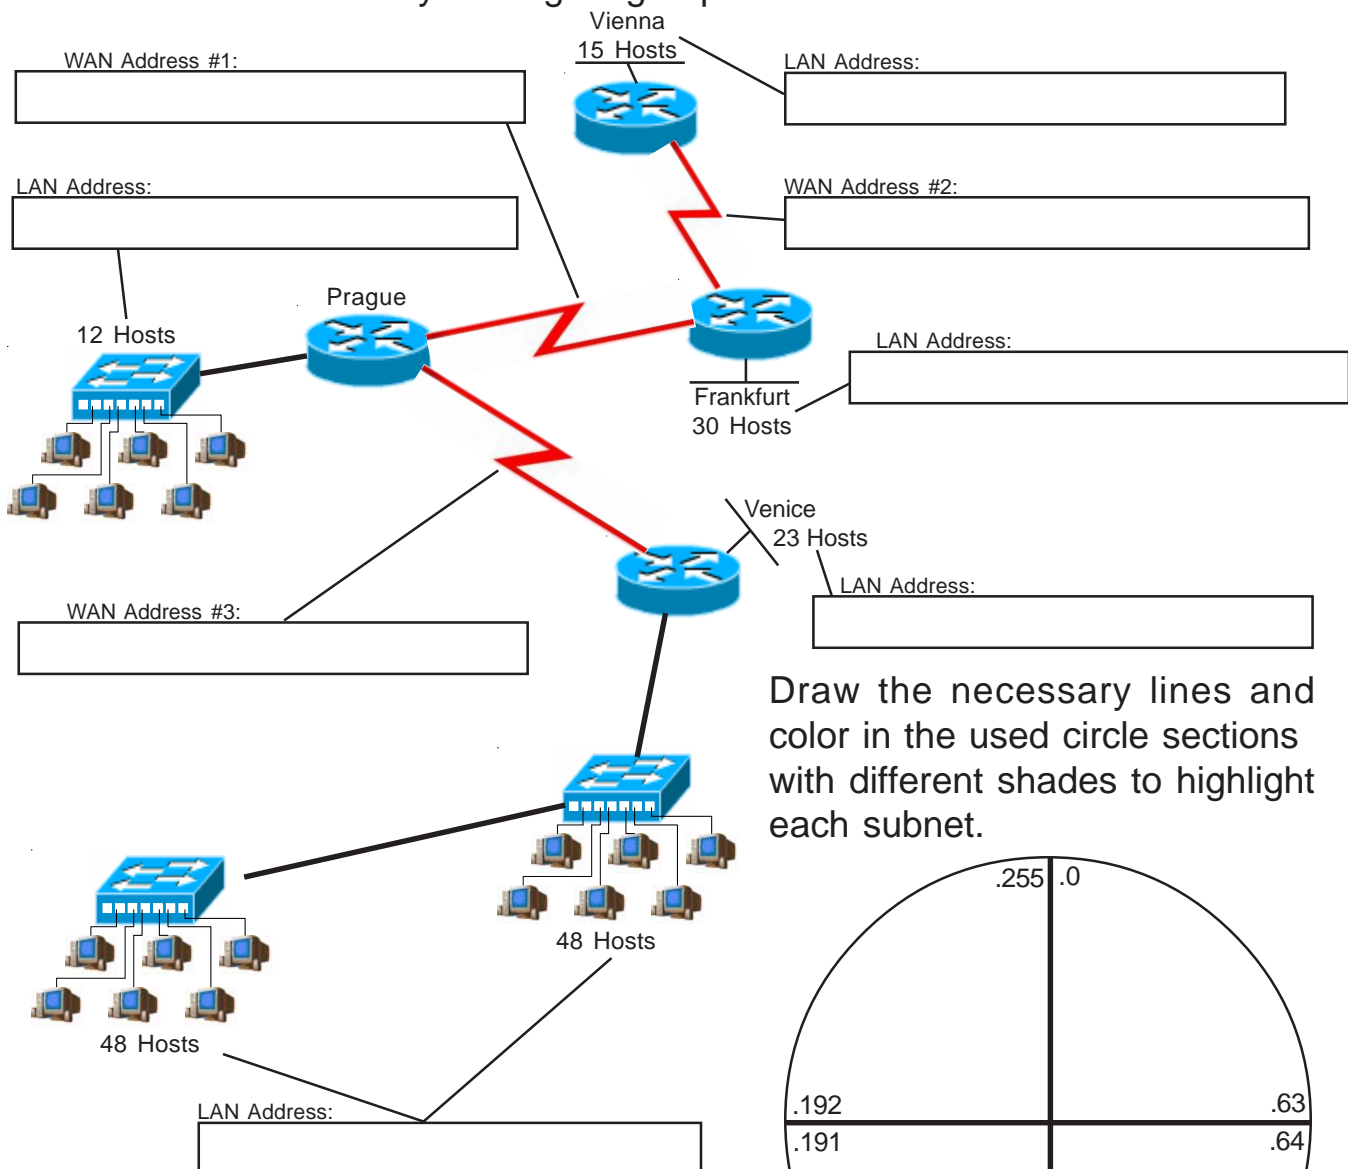 Vienna
15 Hosts
WAN Address #1:
LAN Address:
LAN Address:
WAN Address #2:
Prague
12 Hosts
LAN Address:
Frankfurt
30 Hosts
Venice
23 Hosts
LAN Address:
WAN Address #3:
Draw the necessary lines and
color in the used circle sections
with different shades to highlight
each subnet.
.255 .0
48 Hosts
48 Hosts
LAN Address:
.192 .63
.191 .64